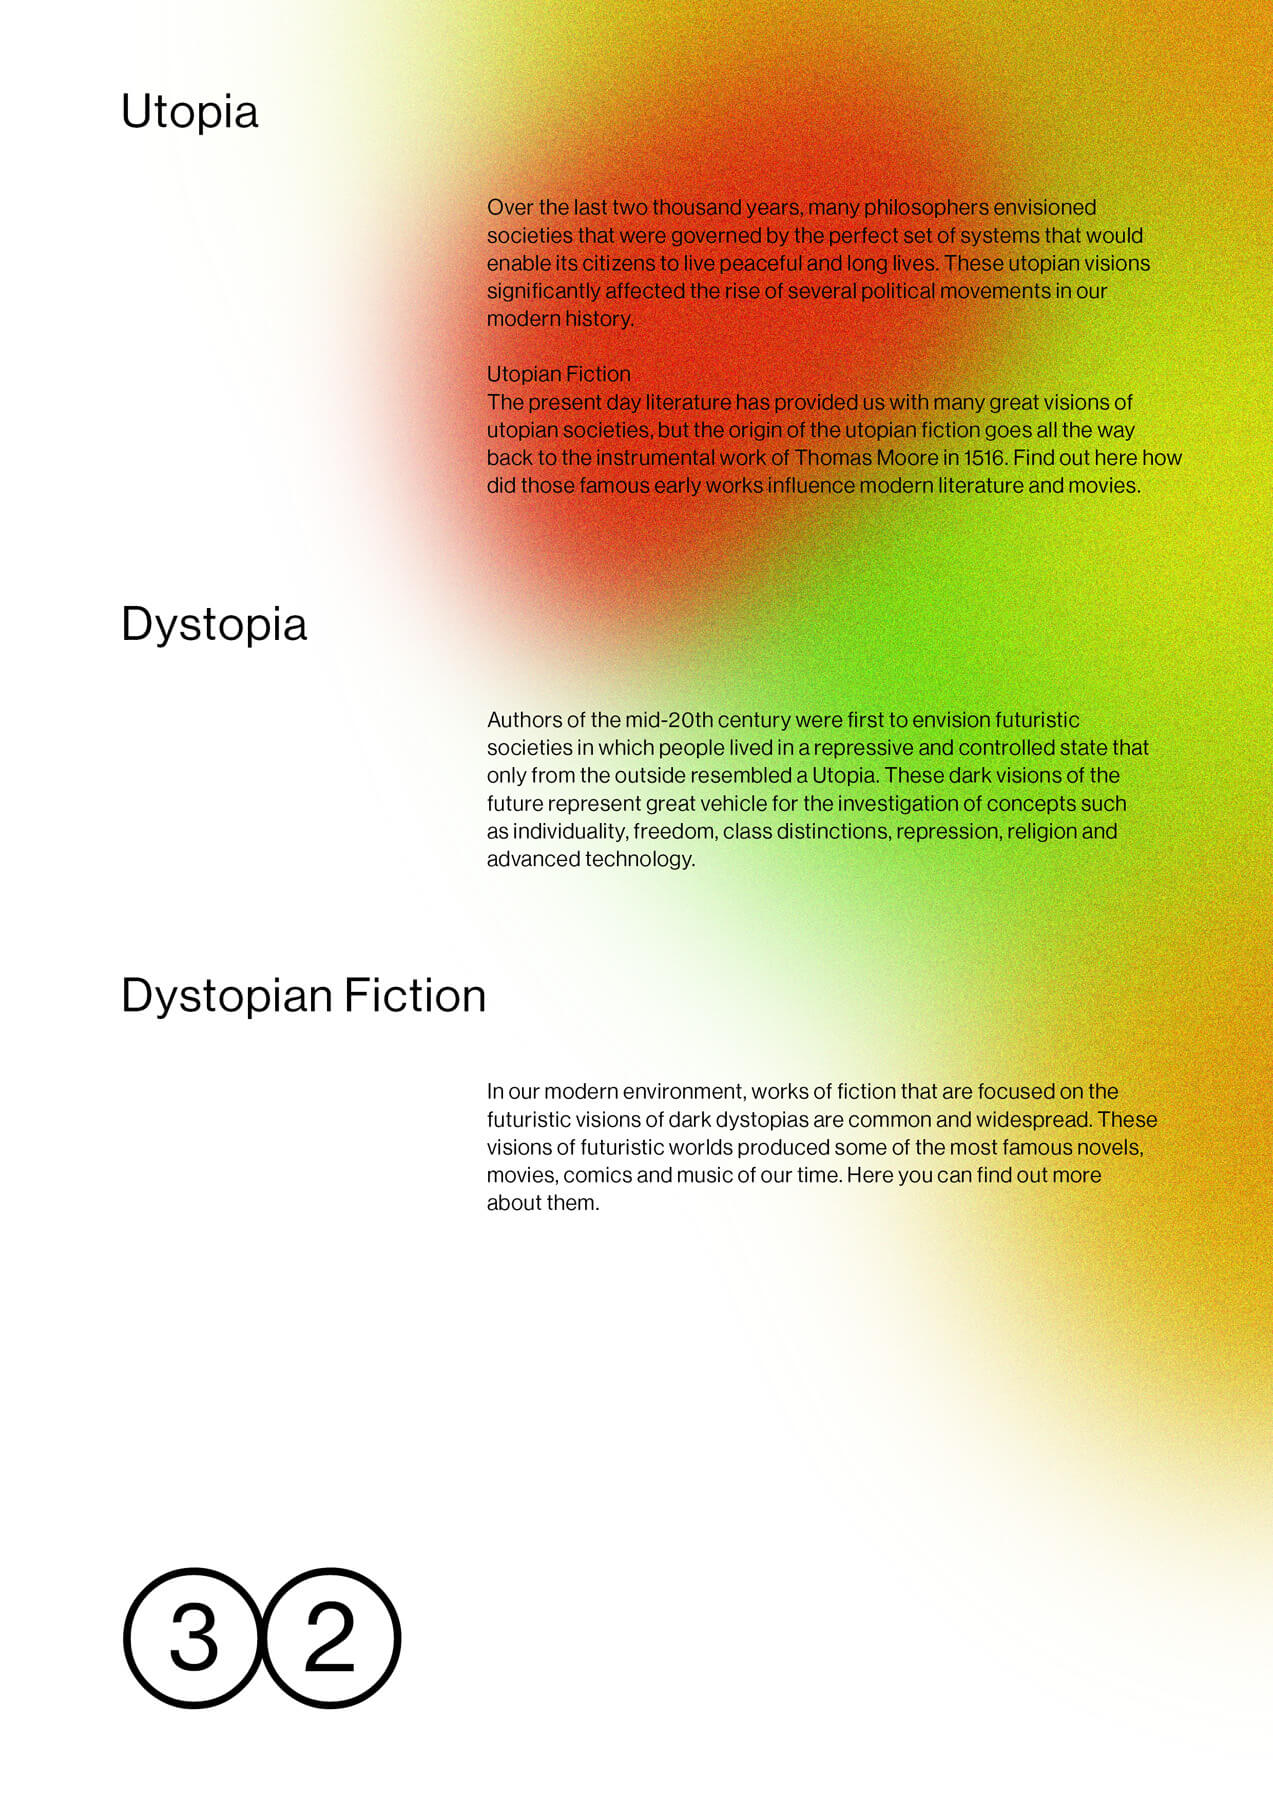 Utopia
Over the last two thousand years, many philosophers envisioned
societies that were governed by the perfect set of systems that would
enable its citizens to live peaceful and long lives. These utopian visions
significantly affected the rise of several political movements in our
modern history.
Utopian Fiction
The present day literature has provided us with many great visions of
utopian societies, but the origin of the utopian fiction goes all the way
back to the instrumental work of Thomas Moore in 1516. Find out here how
did those famous early works influence modern literature and movies.
Dystopia
Authors of the mid-20th century were first to envision futuristic
societies in which people lived in a repressive and controlled state that
only from the outside resembled a Utopia. These dark visions of the
future represent great vehicle for the investigation of concepts such
as individuality, freedom, class distinctions, repression, religion and
advanced technology.
Dystopian Fiction
In our modern environment, works of fiction that are focused on the
futuristic visions of dark dystopias are common and widespread. These
visions of futuristic worlds produced some of the most famous novels,
movies, comics and music of our time. Here you can find out more
about them.
3 2